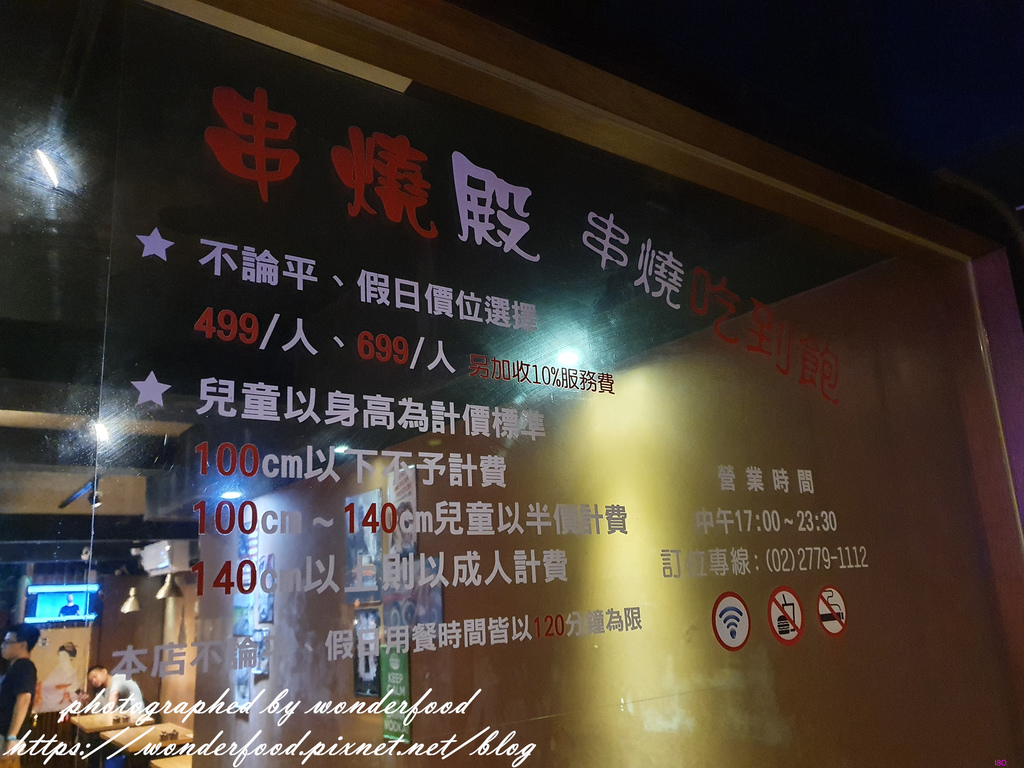 串燒殿 串燒吃到飽
★ 不論平、假日價位選擇
499/人、699/人 另加收10%服務費
★ 兒童以身高為計價標準
100cm以下不予計費
100cm~140cm兒童以半價計費
140cm以上則以成人計費
本店不論平、假日用餐時間皆以120分鐘為限
營業時間
中午17:00~23:30
訂位專線:(02)2779-1112
KEEP
CALM
photographed by wonderfood
https://wonderfood.pixnet.net/blog